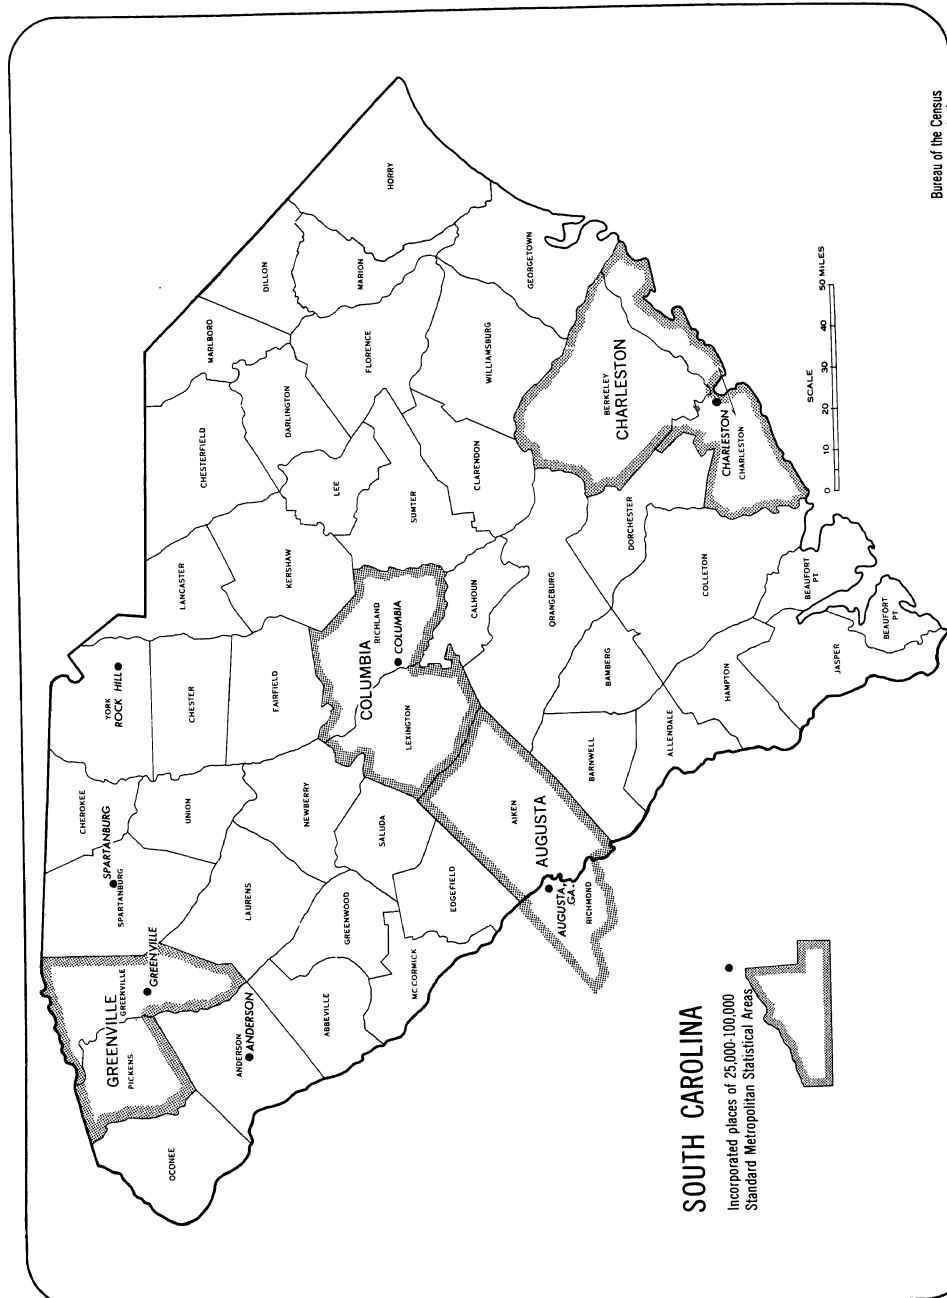 OCONEE
PICKENS
GREENVILLE
GREENVILLE
GREENVILLE
ANDERSON
ANDERSON
SPARTANBURG
SPARTANBURG
CHEROKEE
YORK
ROCK HILL
UNION
CHESTER
LANCASTER
CHESTERFIELD
MARLBORO
DILLON
ABBEVILLE
LAURENS
GREENWOOD
NEWBERRY
FAIRFIELD
KERSHAW
DARLINGTON
LEE
FLORENCE
MARION
HORRY
MC CORMICK
EDGEFIELD
SALUDA
LEXINGTON
COLUMBIA
RICHLAND
COLUMBIA
SUMTER
CLARENDON
WILLIAMSBURG
GEORGETOWN
AIKEN
AUGUSTA
AUGUSTA,
GA.
RICHMOND
CALHOUN
ORANGEBURG
BARNWELL
BAMBERG
ALLENDALE
HAMPTON
COLLETON
DORCHESTER
BERKELEY
CHARLESTON
CHARLESTON
CHARLESTON
JASPER
BEAUFORT
PT
BEAUFORT
PT
SOUTH CAROLINA
Incorporated places of 25,000-100,000
Standard Metropolitan Statistical Areas
SCALE
0 10 20 30 40 50 MILES
Bureau of the Census